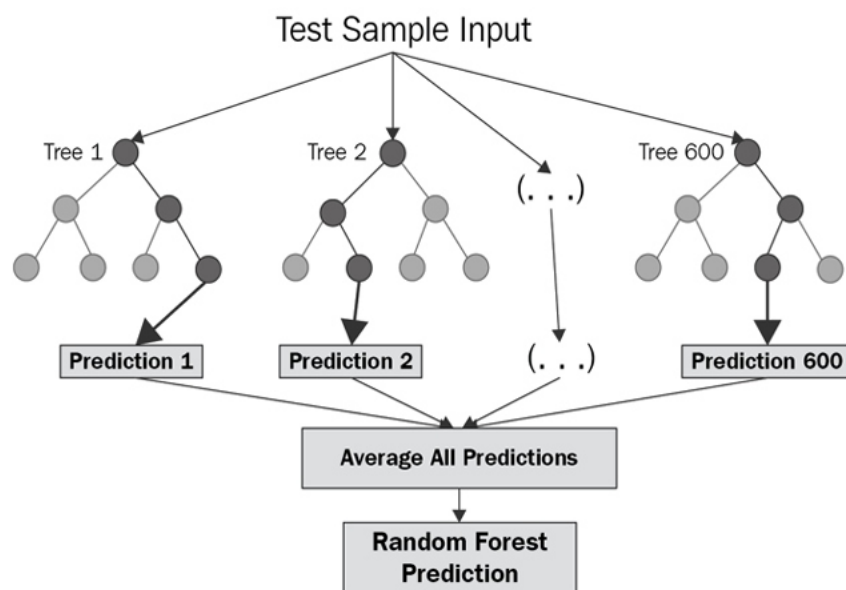 Test Sample Input
Tree 1
Tree 2
Tree 600
(. . .)
Prediction 1
Prediction 2
(. . .)
Prediction 600
Average All Predictions
Random Forest
Prediction